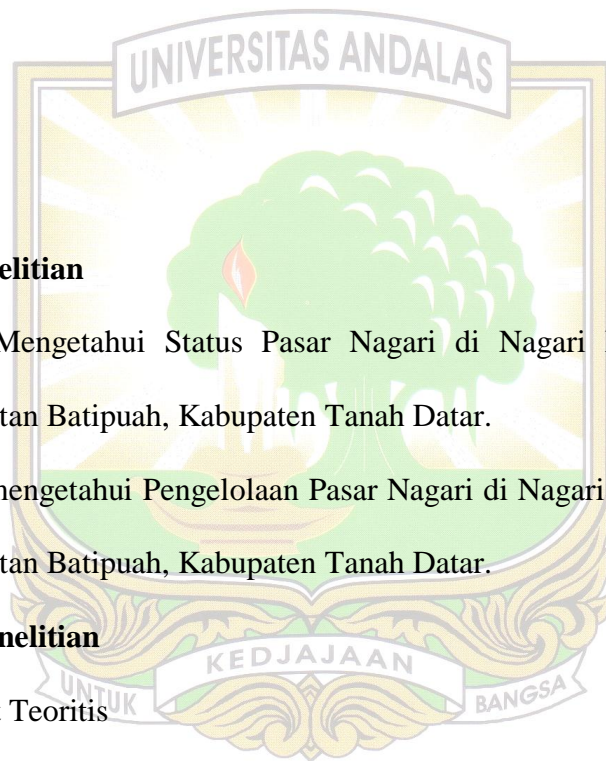 UNIVERSITAS ANDALAS
elitian
Mengetahui Status Pasar Nagari di Nagari
tan Batipuah, Kabupaten Tanah Datar.
mengetahui Pengelolaan Pasar Nagari di Nagari
tan Batipuah, Kabupaten Tanah Datar.
nelitian
KEDJAJAAN
UNTUK BANGSA
Teoritis